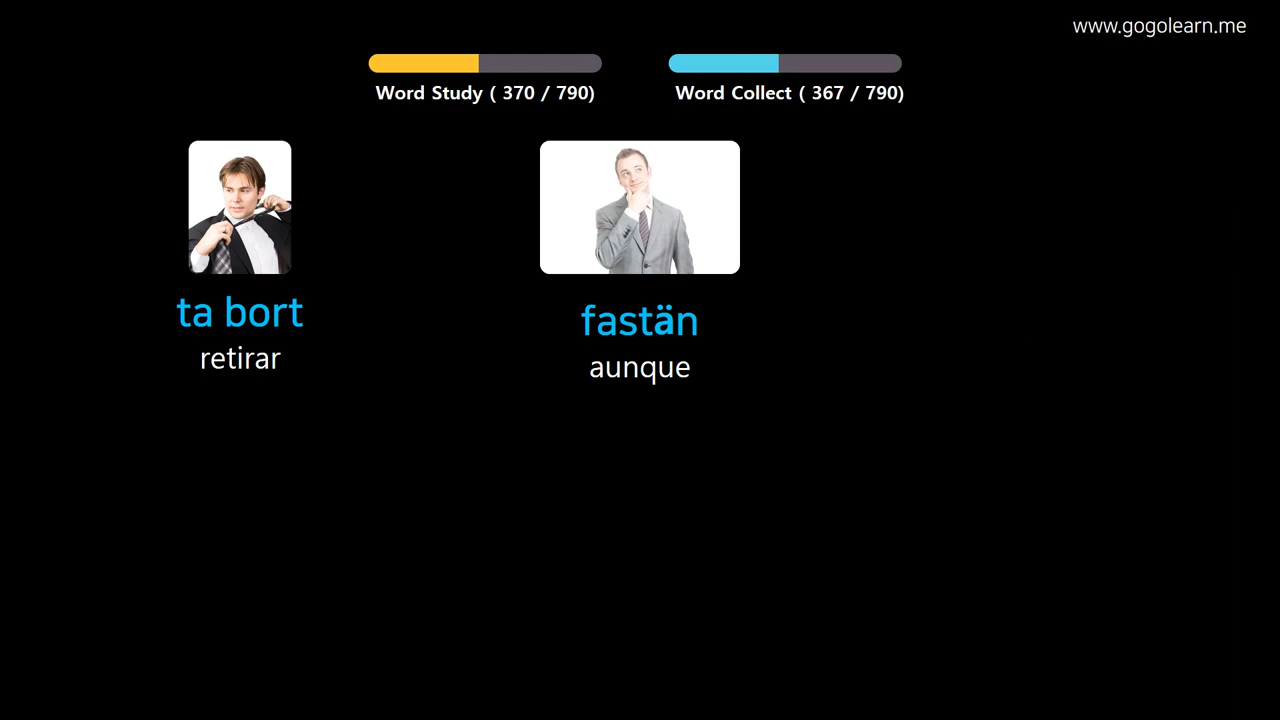 www.gogolearn.me
Word Study ( 370 / 790)
Word Collect ( 367 / 790)
ta bort
retirar
fastän
aunque